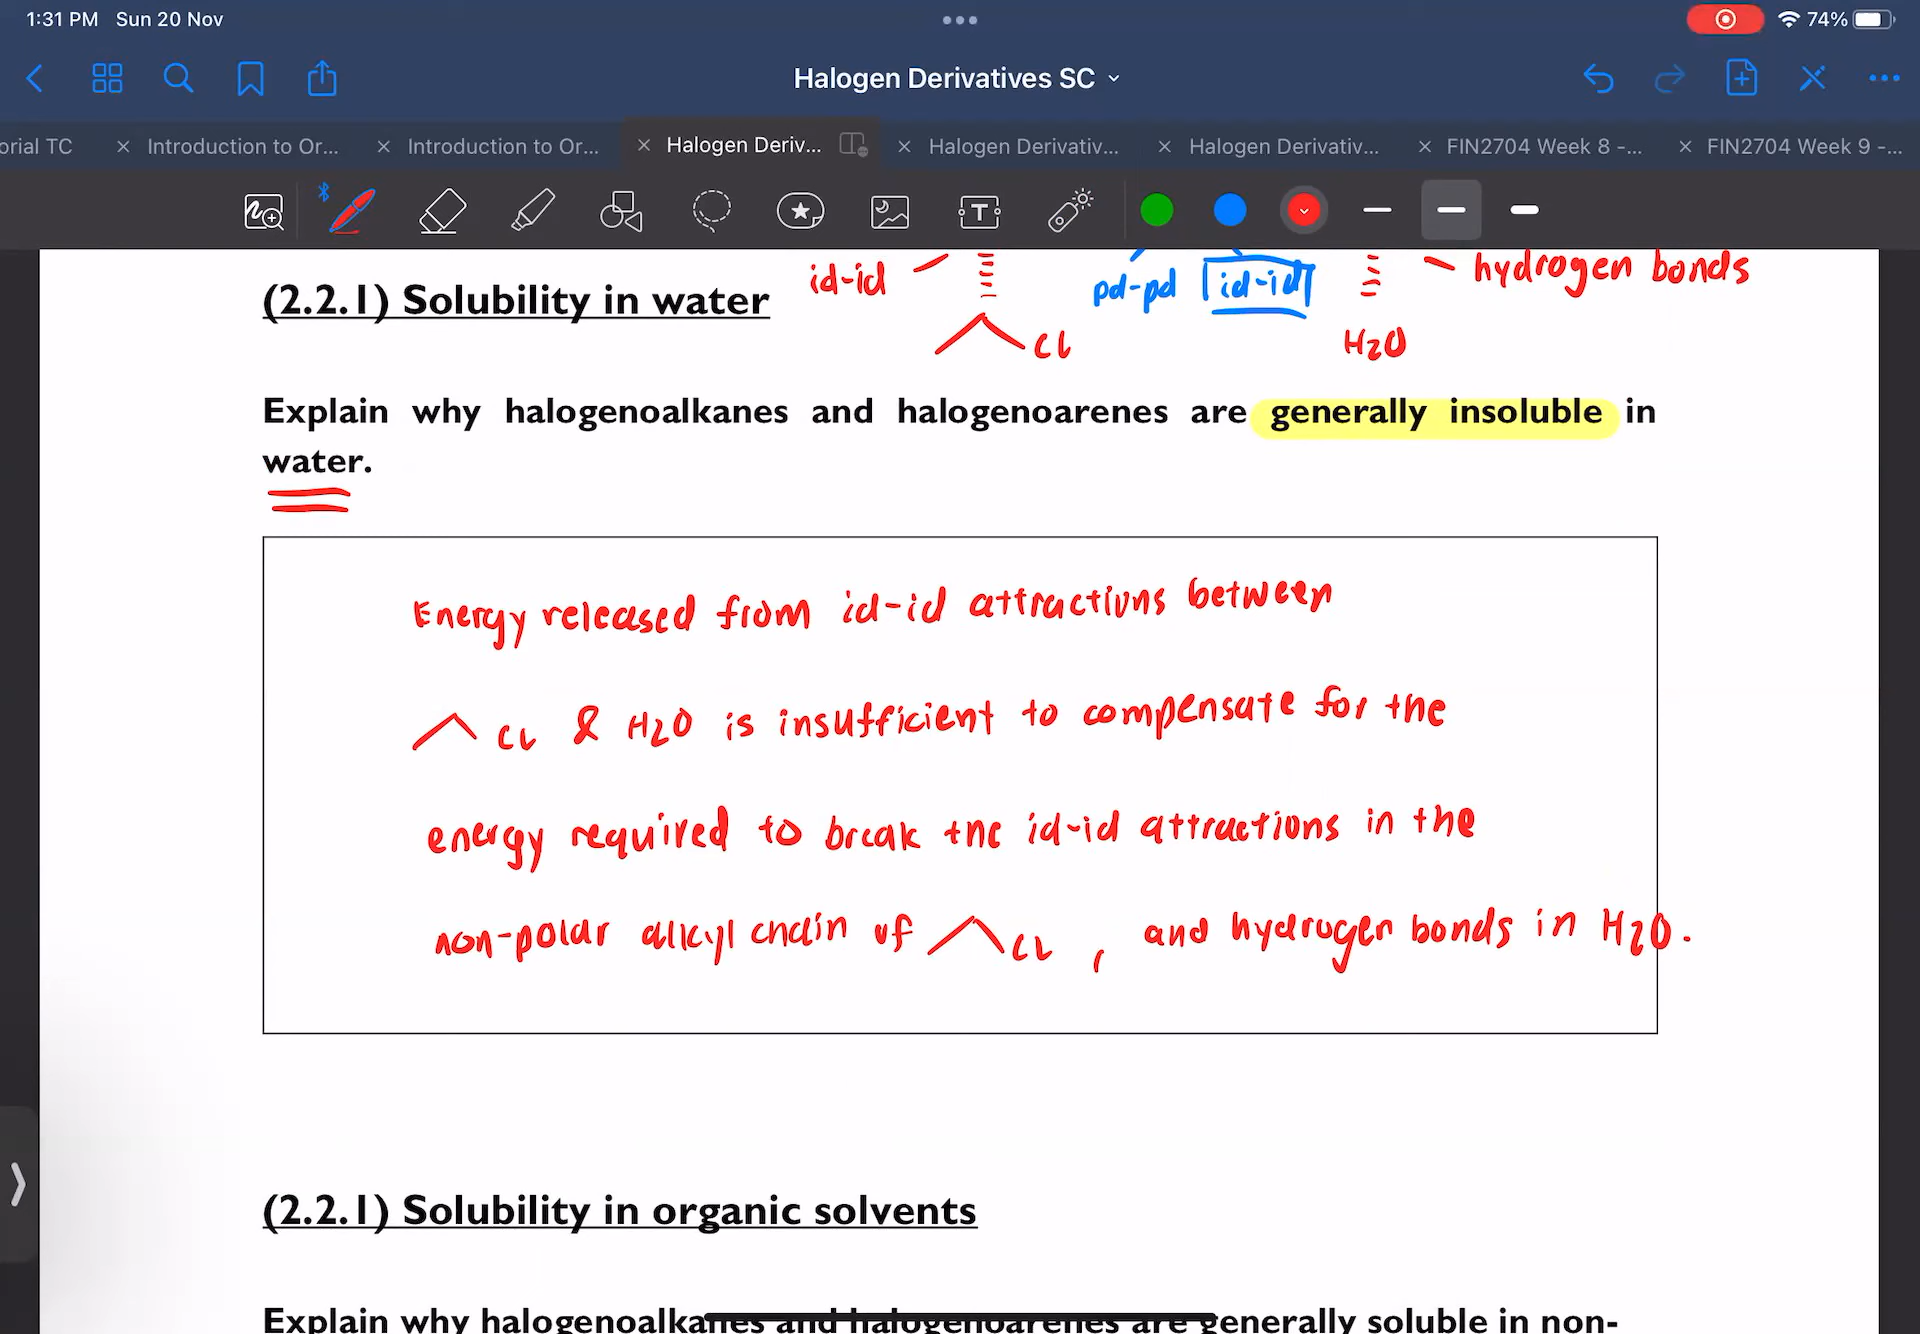 1:31 PM Sun 20 Nov
74%
Halogen Derivatives SC
orial TC
Introduction to Or...
Introduction to Or...
Halogen Deriv...
Halogen Derivativ...
Halogen Derivativ...
FIN2704 Week 8 -...
FIN2704 Week 9 -...
T
id-id
pd-pd id-id
hydrogen bonds
(2.2.1) Solubility in water
Cl
H2O
Explain why halogenoalkanes and halogenoarenes are generally insoluble in
water.
Energy released from id-id attractions between
Cl & H2O is insufficient to compensate for the
energy required to break the id-id attractions in the
non-polar alkyl chain of Cl, and hydrogen bonds in H2O.
(2.2.1) Solubility in organic solvents
Explain why halogenoalkanes and halogenoarenes are generally soluble in non-